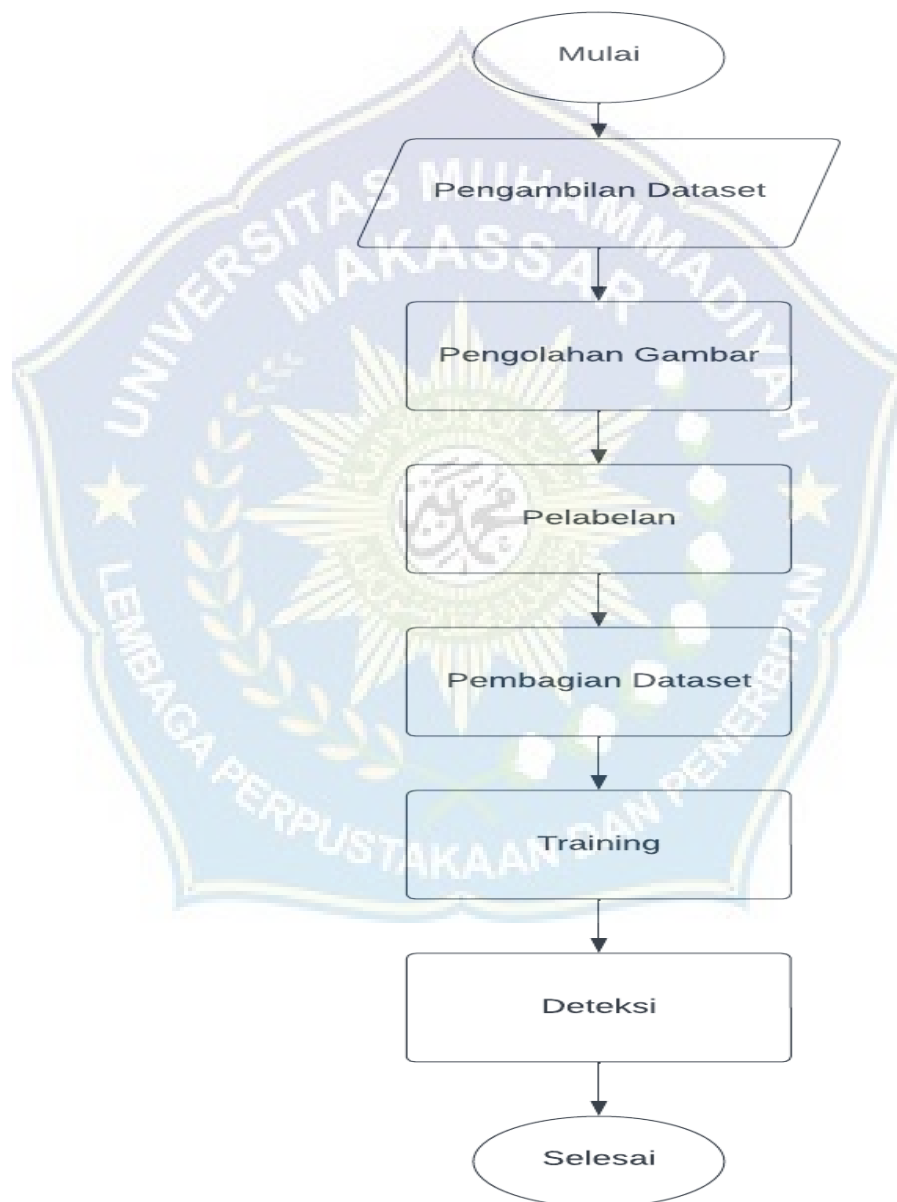 Mulai
Pengambilan Dataset
Pengolahan Gambar
Pelabelan
Pembagian Dataset
Training
Deteksi
Selesai
UNIVERSITAS MUHAMMADIYAH
MAKASSAR
LEMBAGA PERPUSTAKAAN DAN PENERBITAN